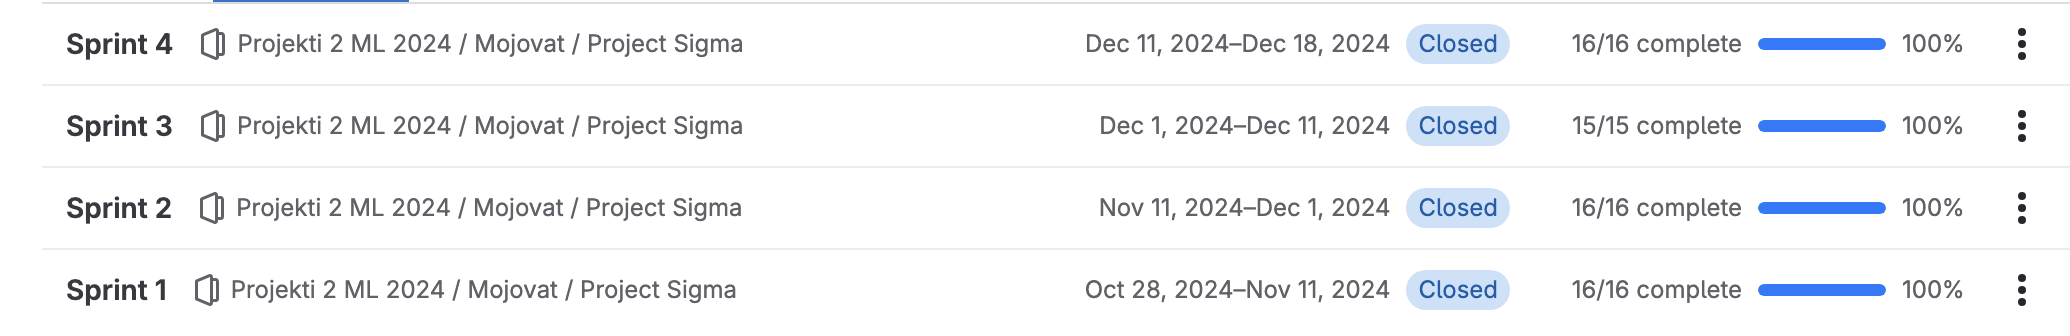 Sprint 4 Projekti 2 ML 2024 / Mojovat / Project Sigma Dec 11, 2024–Dec 18, 2024 Closed 16/16 complete 100%
Sprint 3 Projekti 2 ML 2024 / Mojovat / Project Sigma Dec 1, 2024–Dec 11, 2024 Closed 15/15 complete 100%
Sprint 2 Projekti 2 ML 2024 / Mojovat / Project Sigma Nov 11, 2024–Dec 1, 2024 Closed 16/16 complete 100%
Sprint 1 Projekti 2 ML 2024 / Mojovat / Project Sigma Oct 28, 2024–Nov 11, 2024 Closed 16/16 complete 100%